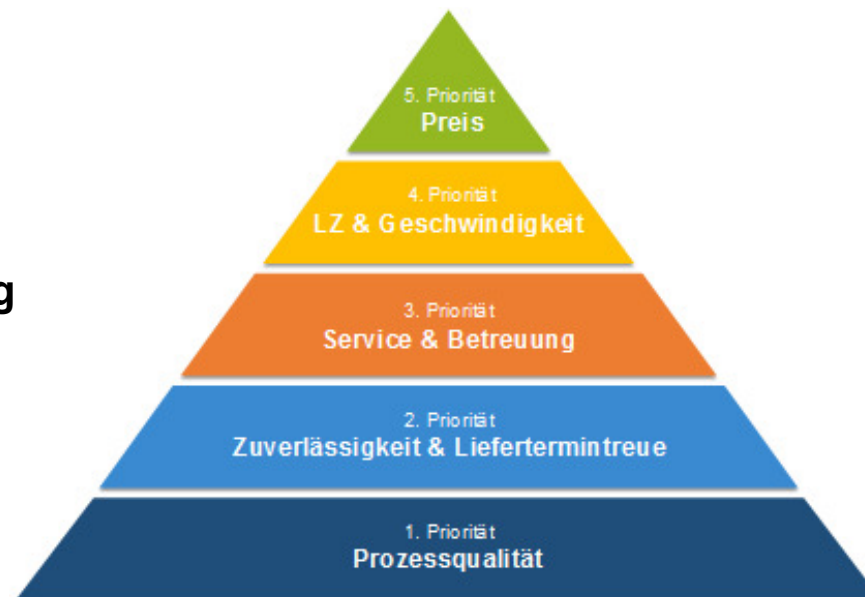 5. Priorität
Preis
4. Priorität
LZ & Geschwindigkeit
g
3. Priorität
Service & Betreuung
2. Priorität
Zuverlässigkeit & Liefertermintreue
1. Priorität
Prozessqualität